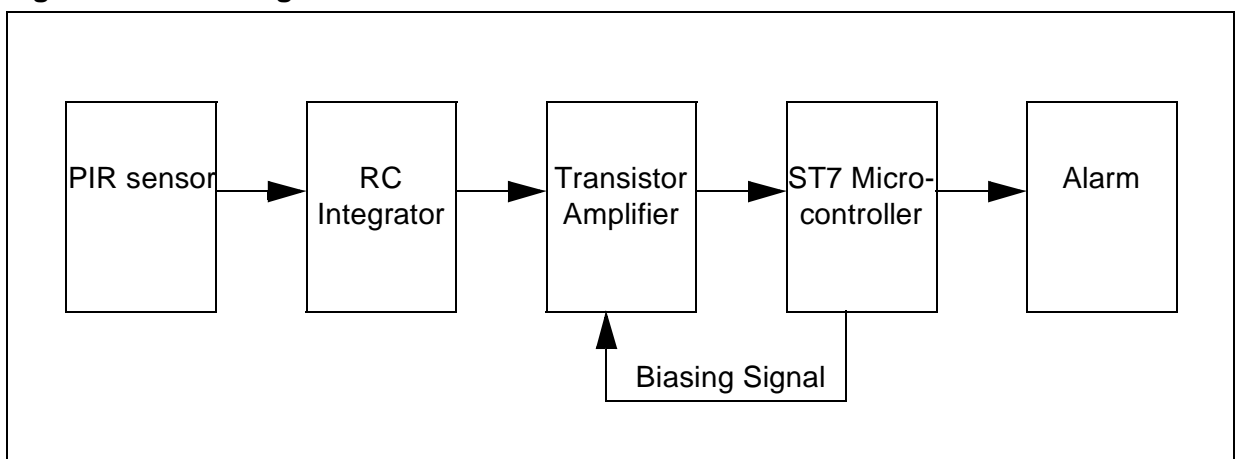 PIR sensor
RC
Integrator
Transistor
Amplifier
ST7 Micro-
controller
Alarm
Biasing Signal